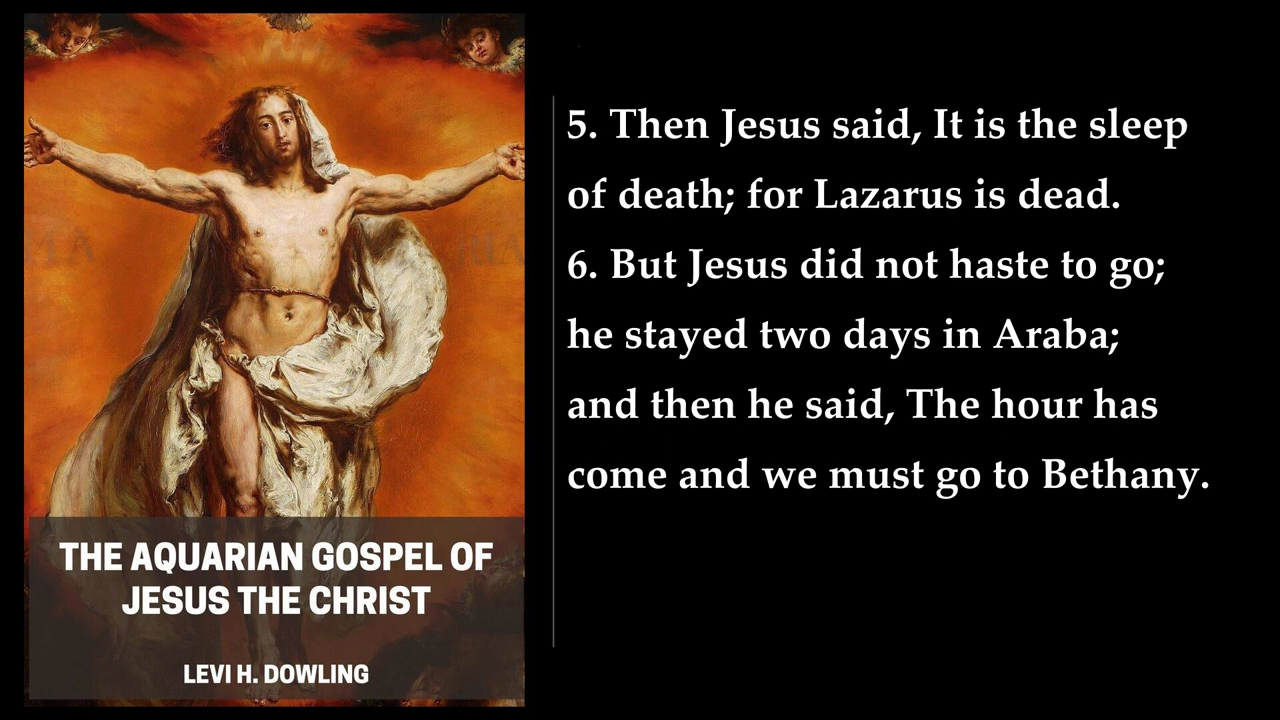 THE AQUARIAN GOSPEL OF
JESUS THE CHRIST
LEVI H. DOWLING
5. Then Jesus said, It is the sleep
of death; for Lazarus is dead.
6. But Jesus did not haste to go;
he stayed two days in Araba;
and then he said, The hour has
come and we must go to Bethany.